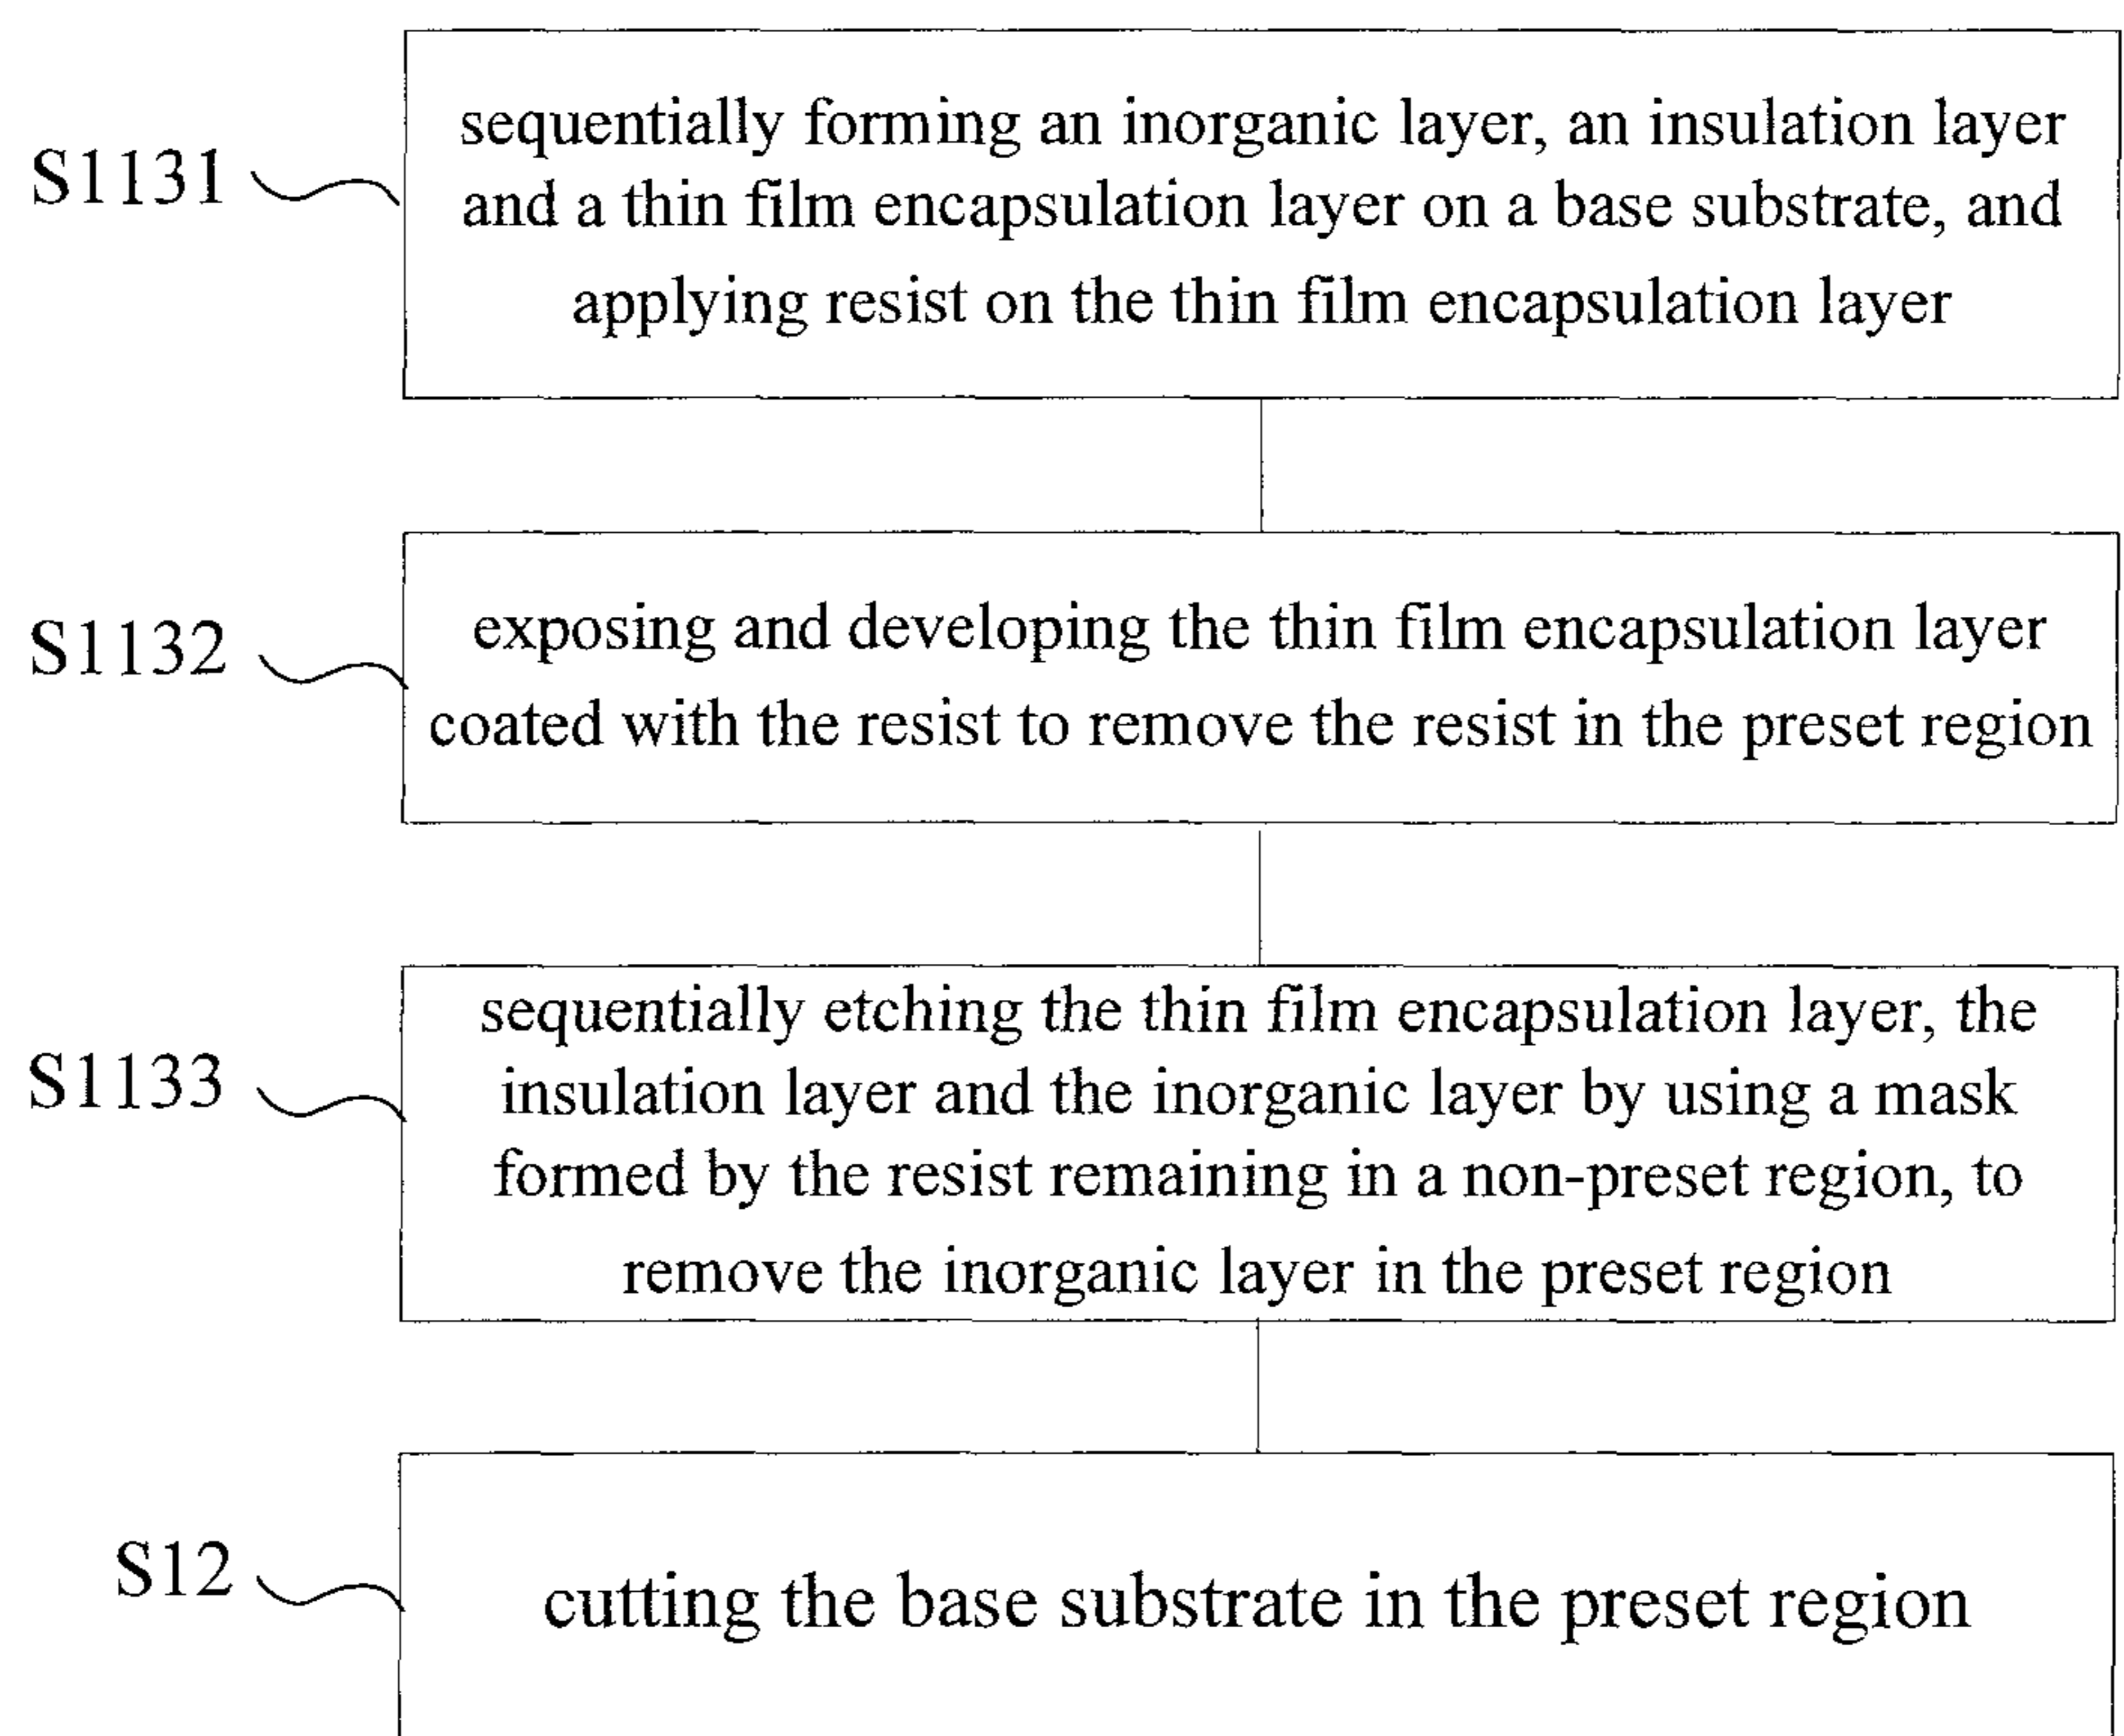 sequentially forming an inorganic layer, an insulation layer
S1131
and a thin film encapsulation layer on a base substrate, and
applying resist on the thin film encapsulation layer
exposing and developing the thin film encapsulation layer
S1132
coated with the resist to remove the resist in the preset region
sequentially etching the thin film encapsulation layer, the
S1133
insulation layer and the inorganic layer by using a mask
formed by the resist remaining in a non-preset region, to
remove the inorganic layer in the preset region
S12
cutting the base substrate in the preset region